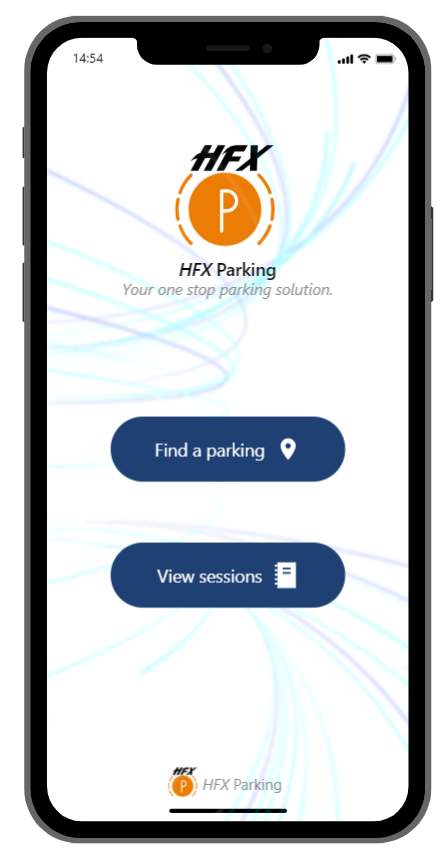 14:54
HFX
P
HFX Parking
Your one stop parking solution.
Find a parking
View sessions
HFX
P
HFX Parking